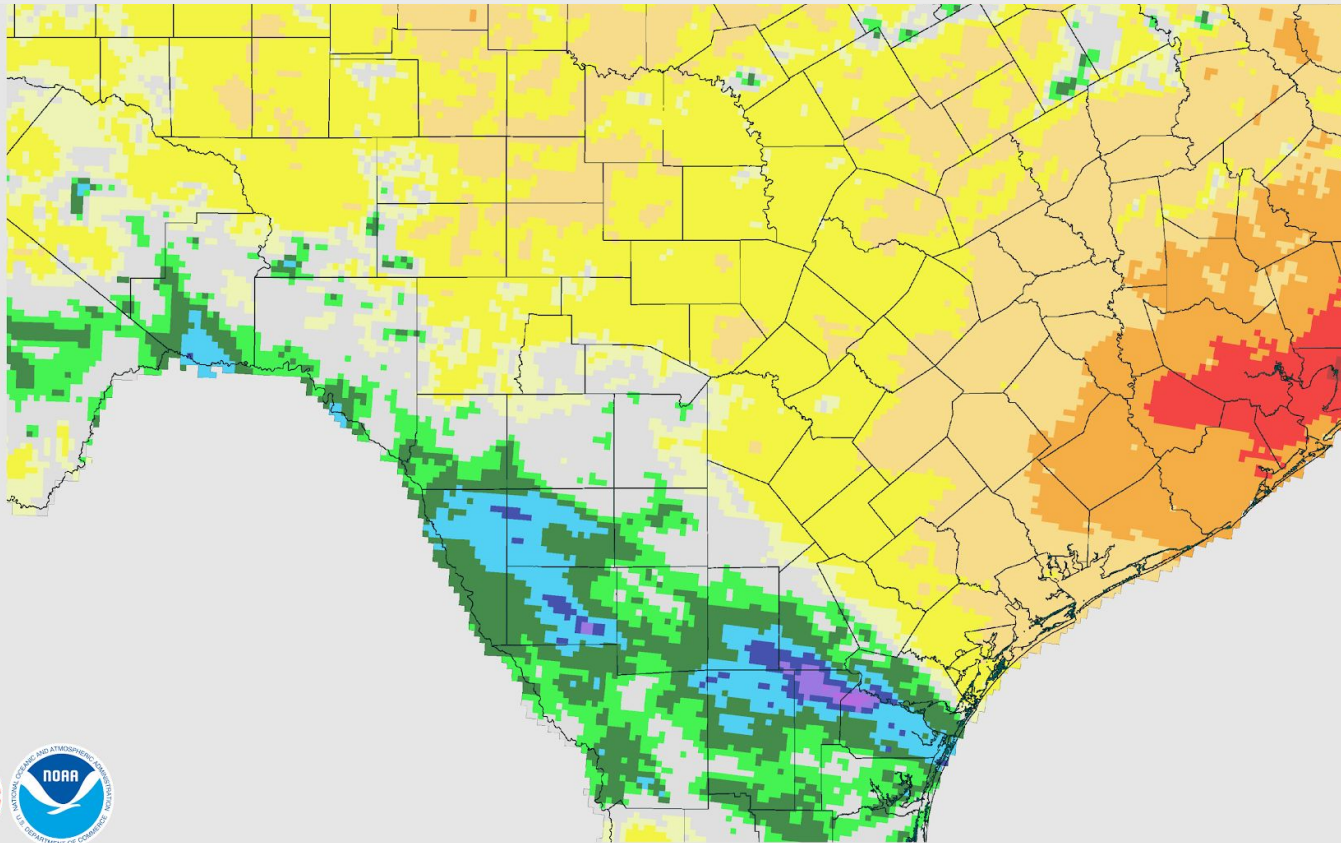 NATIONAL OCEANIC AND ATMOSPHERIC ADMINISTRATION
NOAA
U.S. DEPARTMENT OF COMMERCE